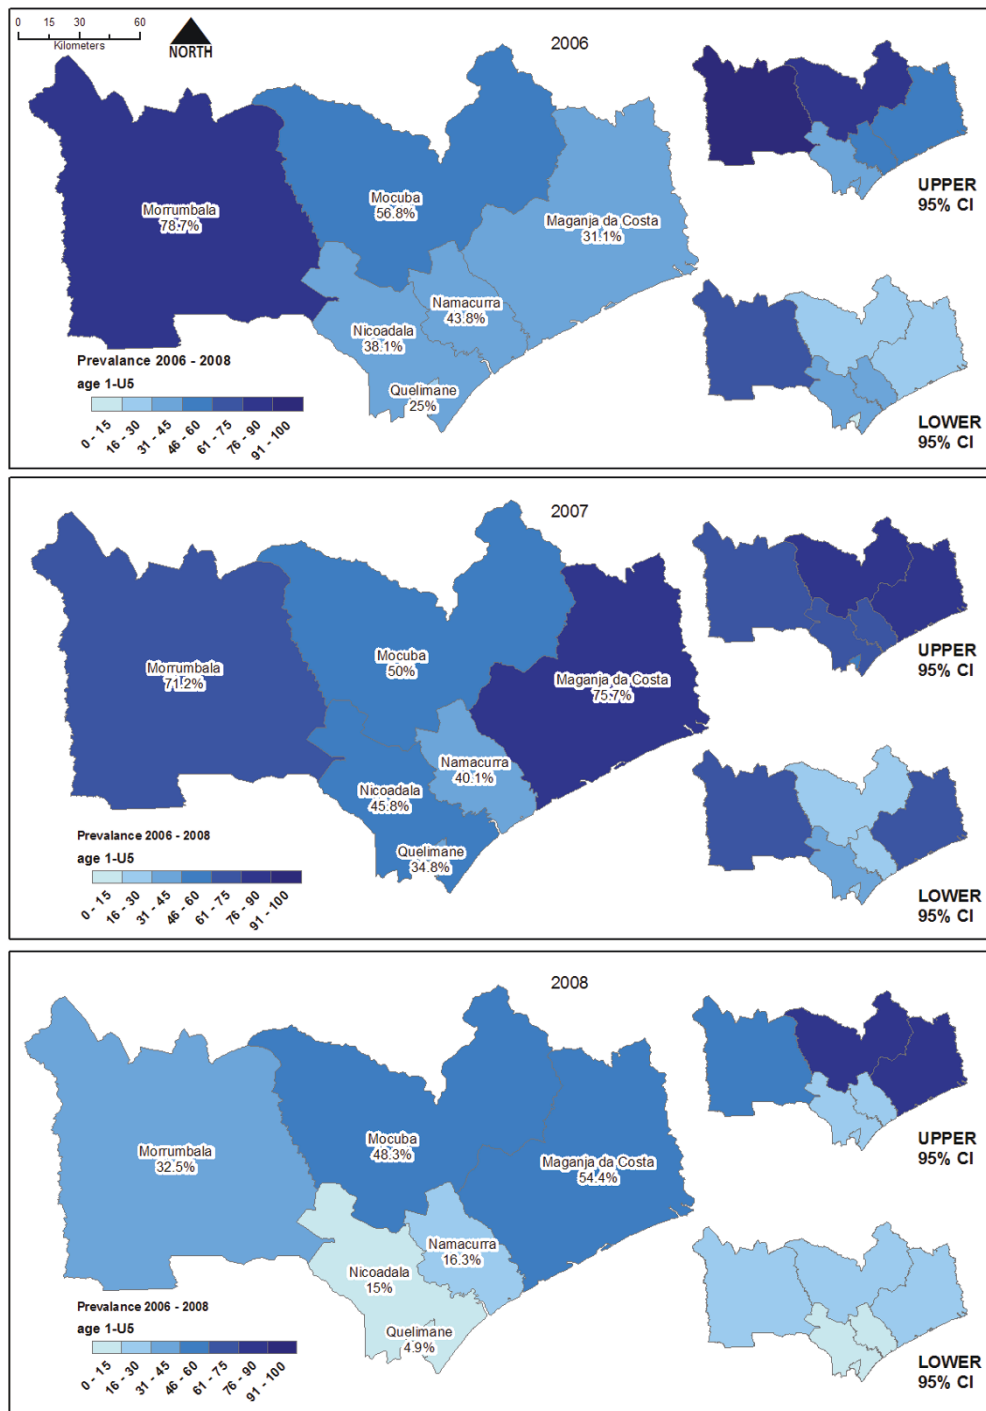 0 15 30 60
Kilometers
NORTH
2006
Morrumbala
78.7%
Mocuba
56.8%
Maganja da Costa
31.1%
Namacurra
43.8%
Nicoadala
38.1%
Quelimane
25%
Prevalance 2006 - 2008
age 1-U5
0 - 15
16 - 30
31 - 45
46 - 60
61 - 75
76 - 90
91 - 100
UPPER
95% CI
LOWER
95% CI
2007
Morrumbala
71.2%
Mocuba
50%
Maganja da Costa
75.7%
Namacurra
40.1%
Nicoadala
45.8%
Quelimane
34.8%
Prevalance 2006 - 2008
age 1-U5
0 - 15
16 - 30
31 - 45
46 - 60
61 - 75
76 - 90
91 - 100
UPPER
95% CI
LOWER
95% CI
2008
Morrumbala
32.5%
Mocuba
48.3%
Maganja da Costa
54.4%
Namacurra
16.3%
Nicoadala
15%
Quelimane
4.9%
Prevalance 2006 - 2008
age 1-U5
0 - 15
16 - 30
31 - 45
46 - 60
61 - 75
76 - 90
91 - 100
UPPER
95% CI
LOWER
95% CI